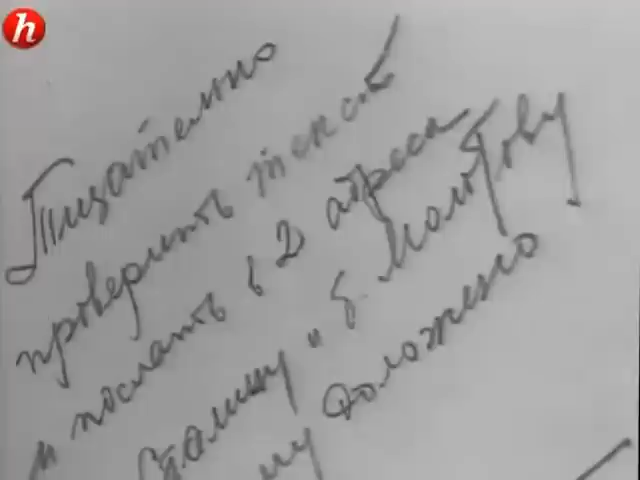 h
Тщательно
проверить текст
и послать в 2 адреса
Сталину и т. Молотову
доложено